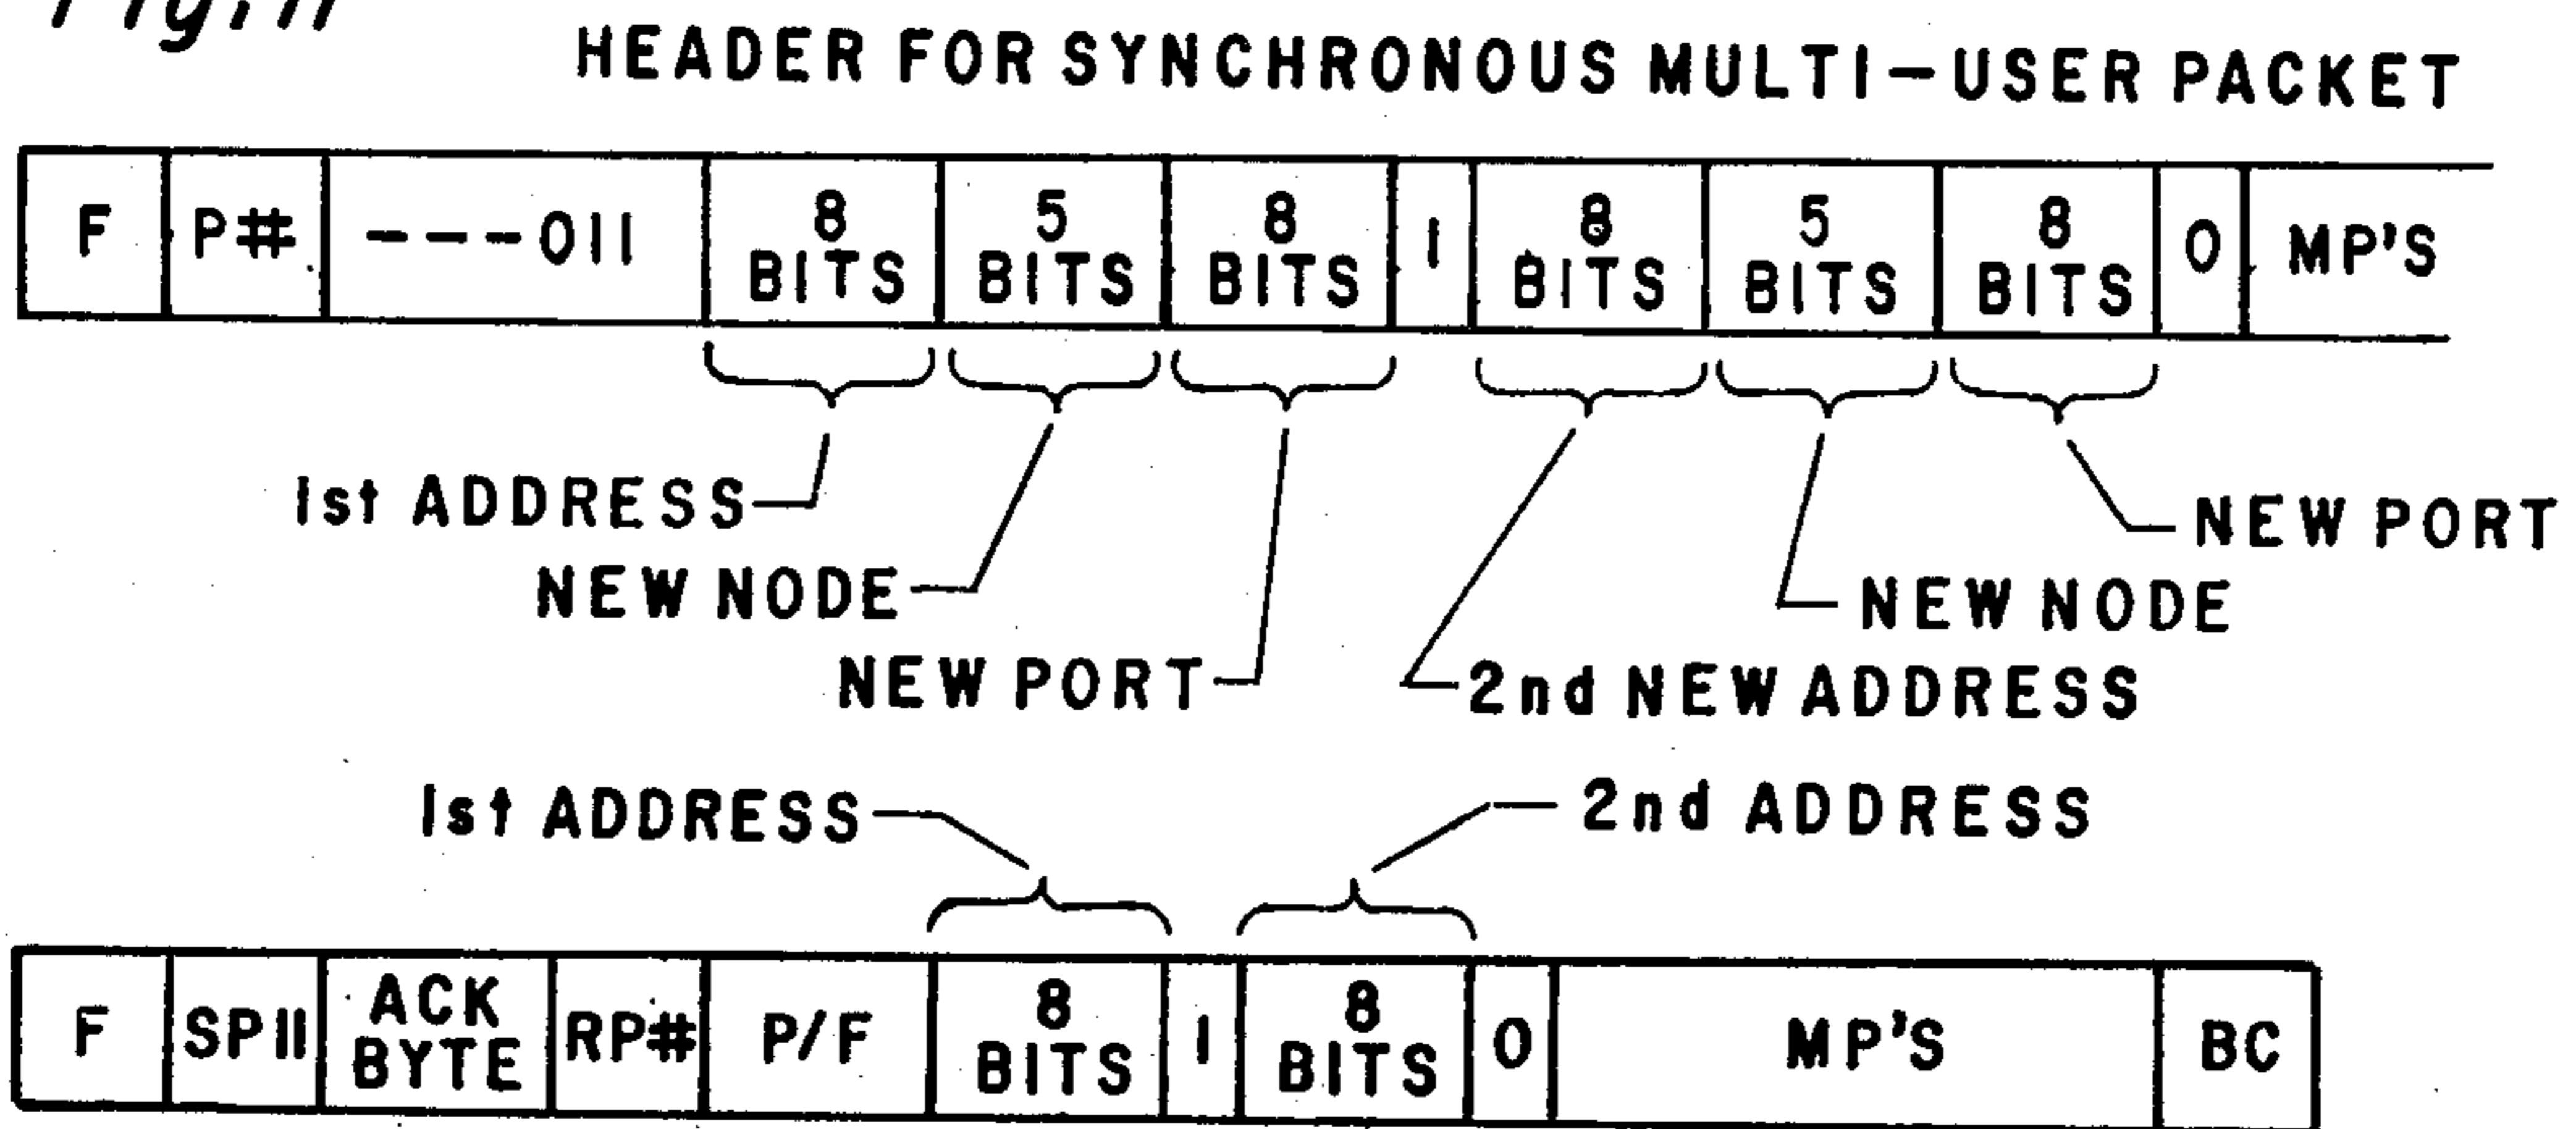 Fig. 11
HEADER FOR SYNCHRONOUS MULTI-USER PACKET
F P# ---011 8 BITS 5 BITS 8 BITS 1 8 BITS 5 BITS 8 BITS 0 MP'S
1st ADDRESS
NEW PORT
NEW NODE
NEW NODE
NEW PORT
2nd NEW ADDRESS
1st ADDRESS
2nd ADDRESS
F SP11 ACK BYTE RP# P/F 8 BITS 1 8 BITS 0 MP'S BC